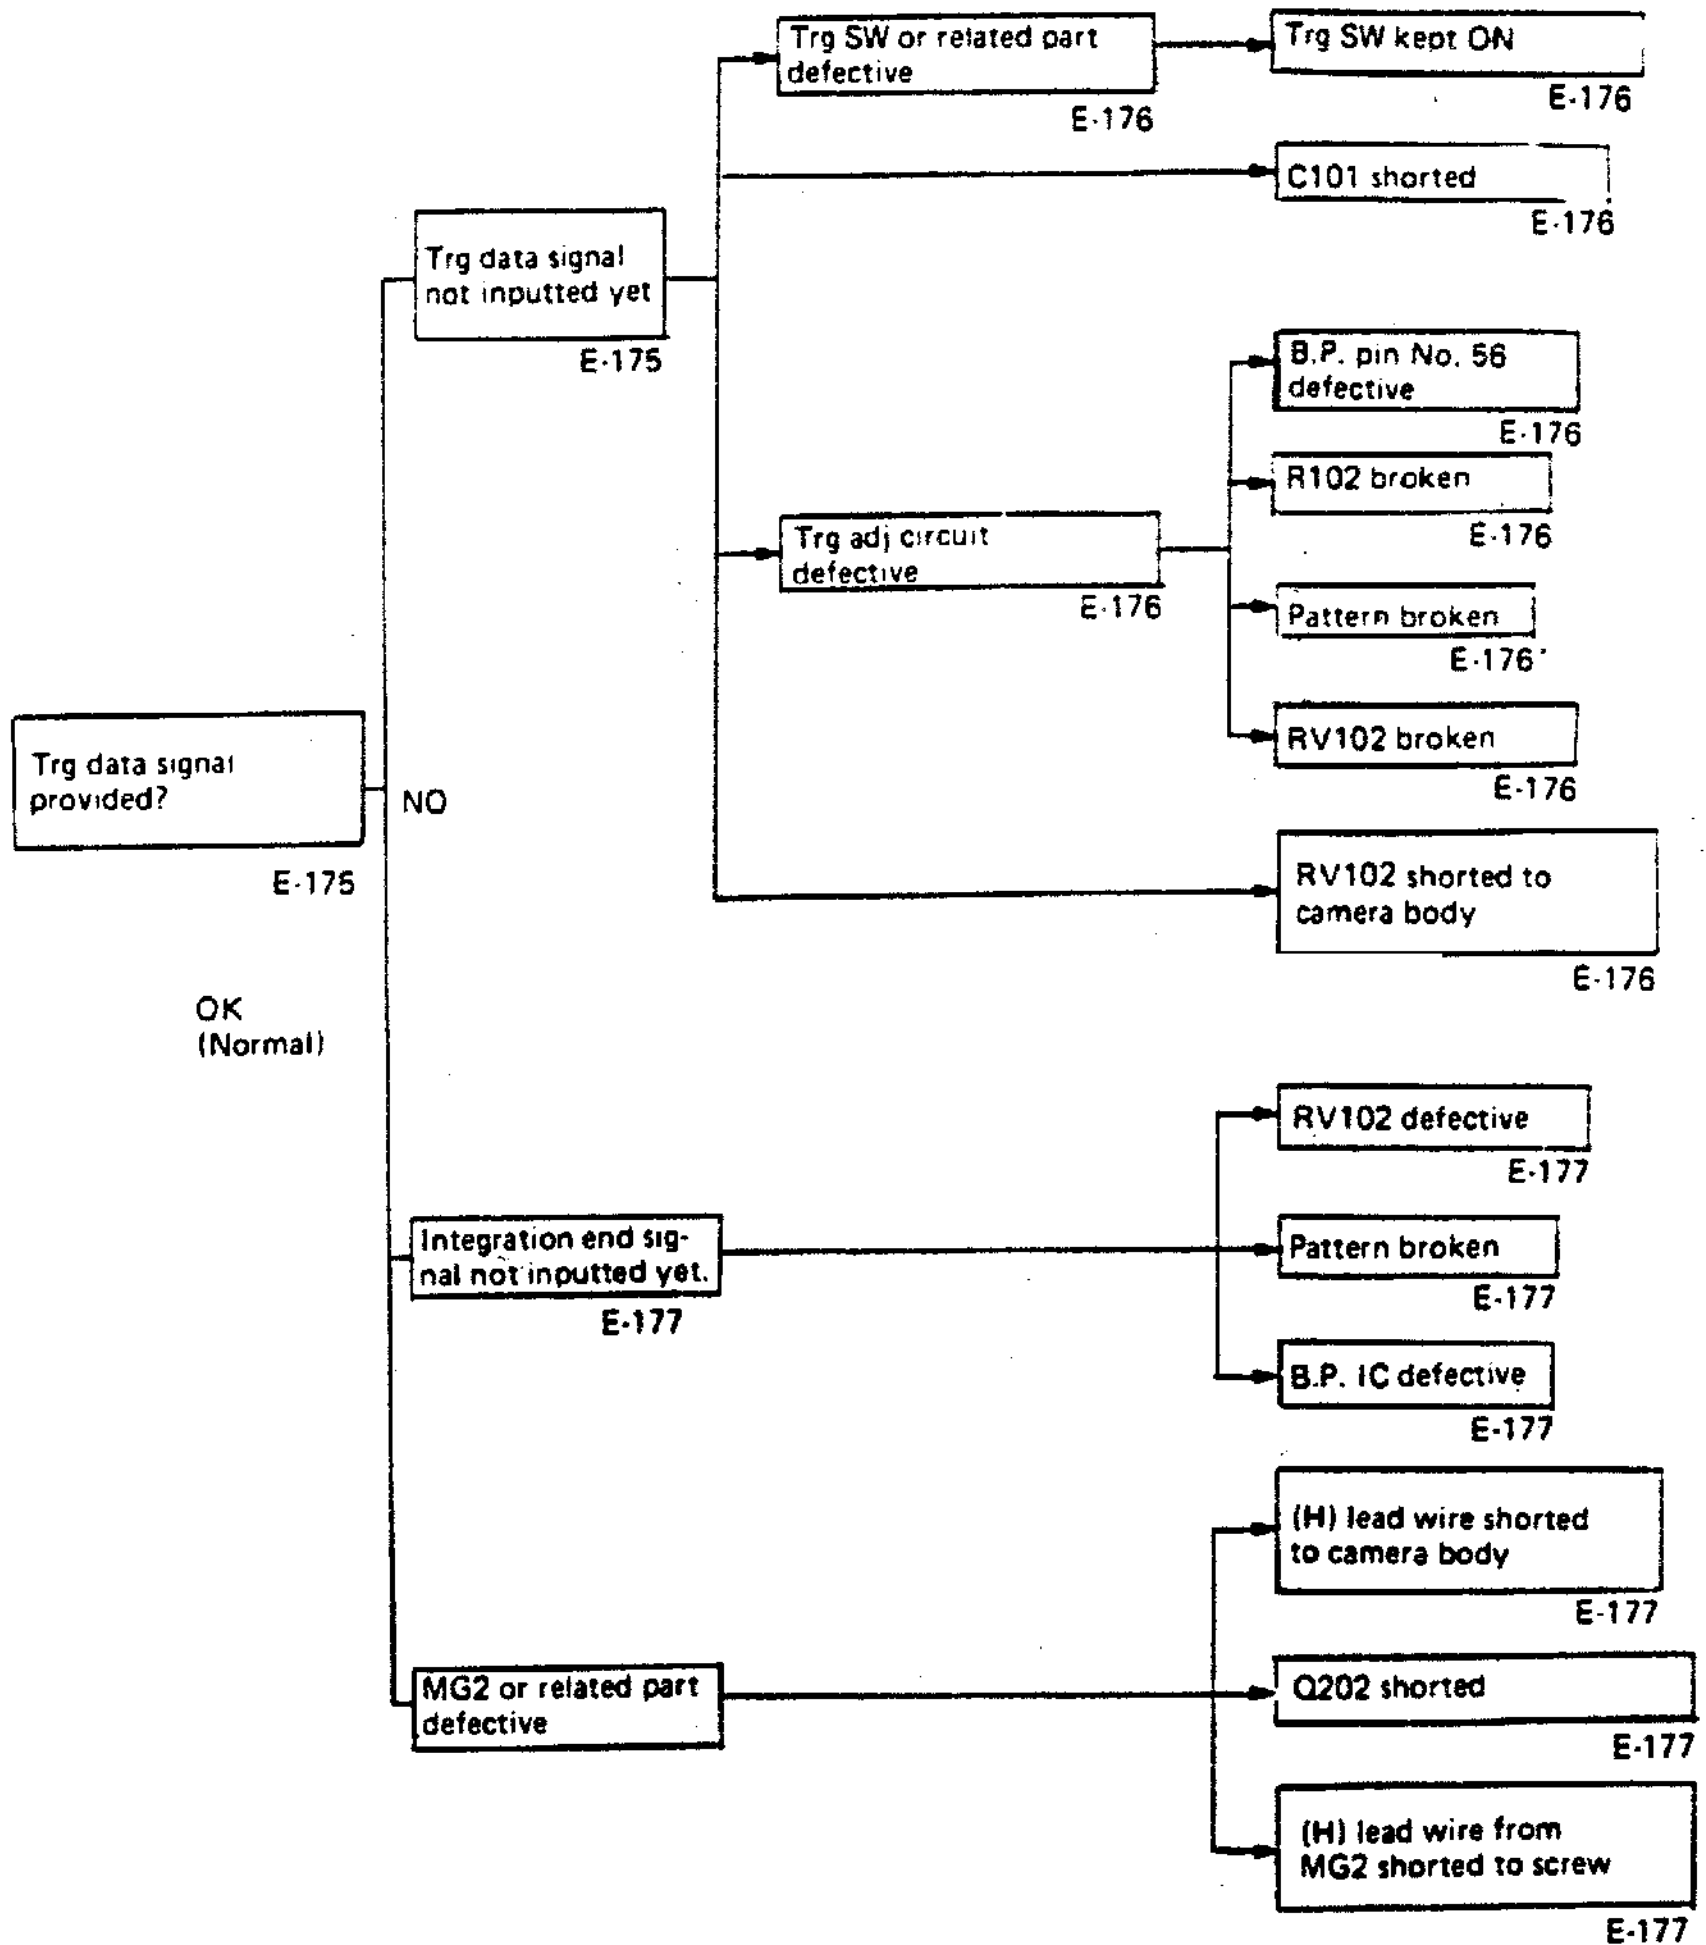 Trg SW or related part
defective
E-176
Trg SW kept ON
E-176
C101 shorted
E-176
Trg data signal
not inputted yet
E-175
B.P. pin No. 56
defective
E-176
R102 broken
E-176
Trg adj circuit
defective
E-176
Pattern broken
E-176
RV102 broken
E-176
Trg data signal
provided?
E-175
NO
RV102 shorted to
camera body
E-176
OK
(Normal)
RV102 defective
E-177
Integration end sig-
nal not inputted yet.
E-177
Pattern broken
E-177
B.P. IC defective
E-177
(H) lead wire shorted
to camera body
E-177
MG2 or related part
defective
Q202 shorted
E-177
(H) lead wire from
MG2 shorted to screw
E-177